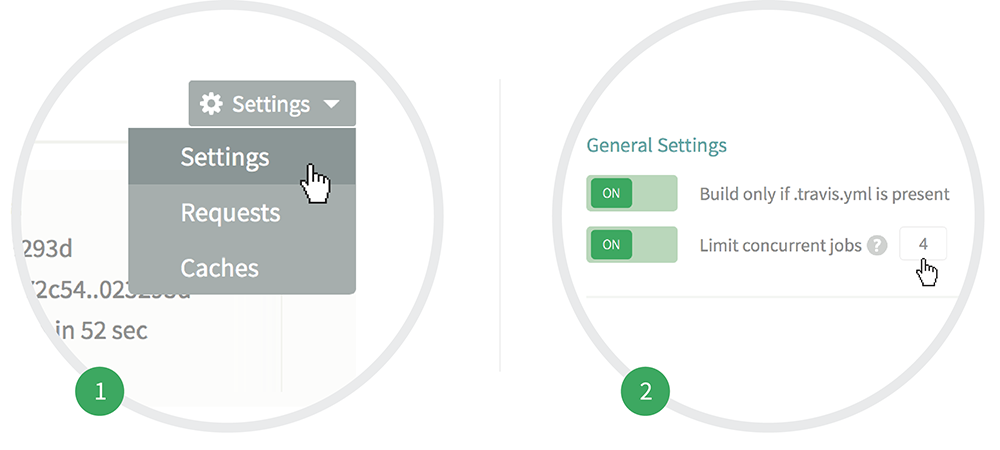 Settings
Settings
Requests
Caches
293d
in 52 sec
1
General Settings
ON Build only if .travis.yml is present
ON Limit concurrent jobs ? 4
2